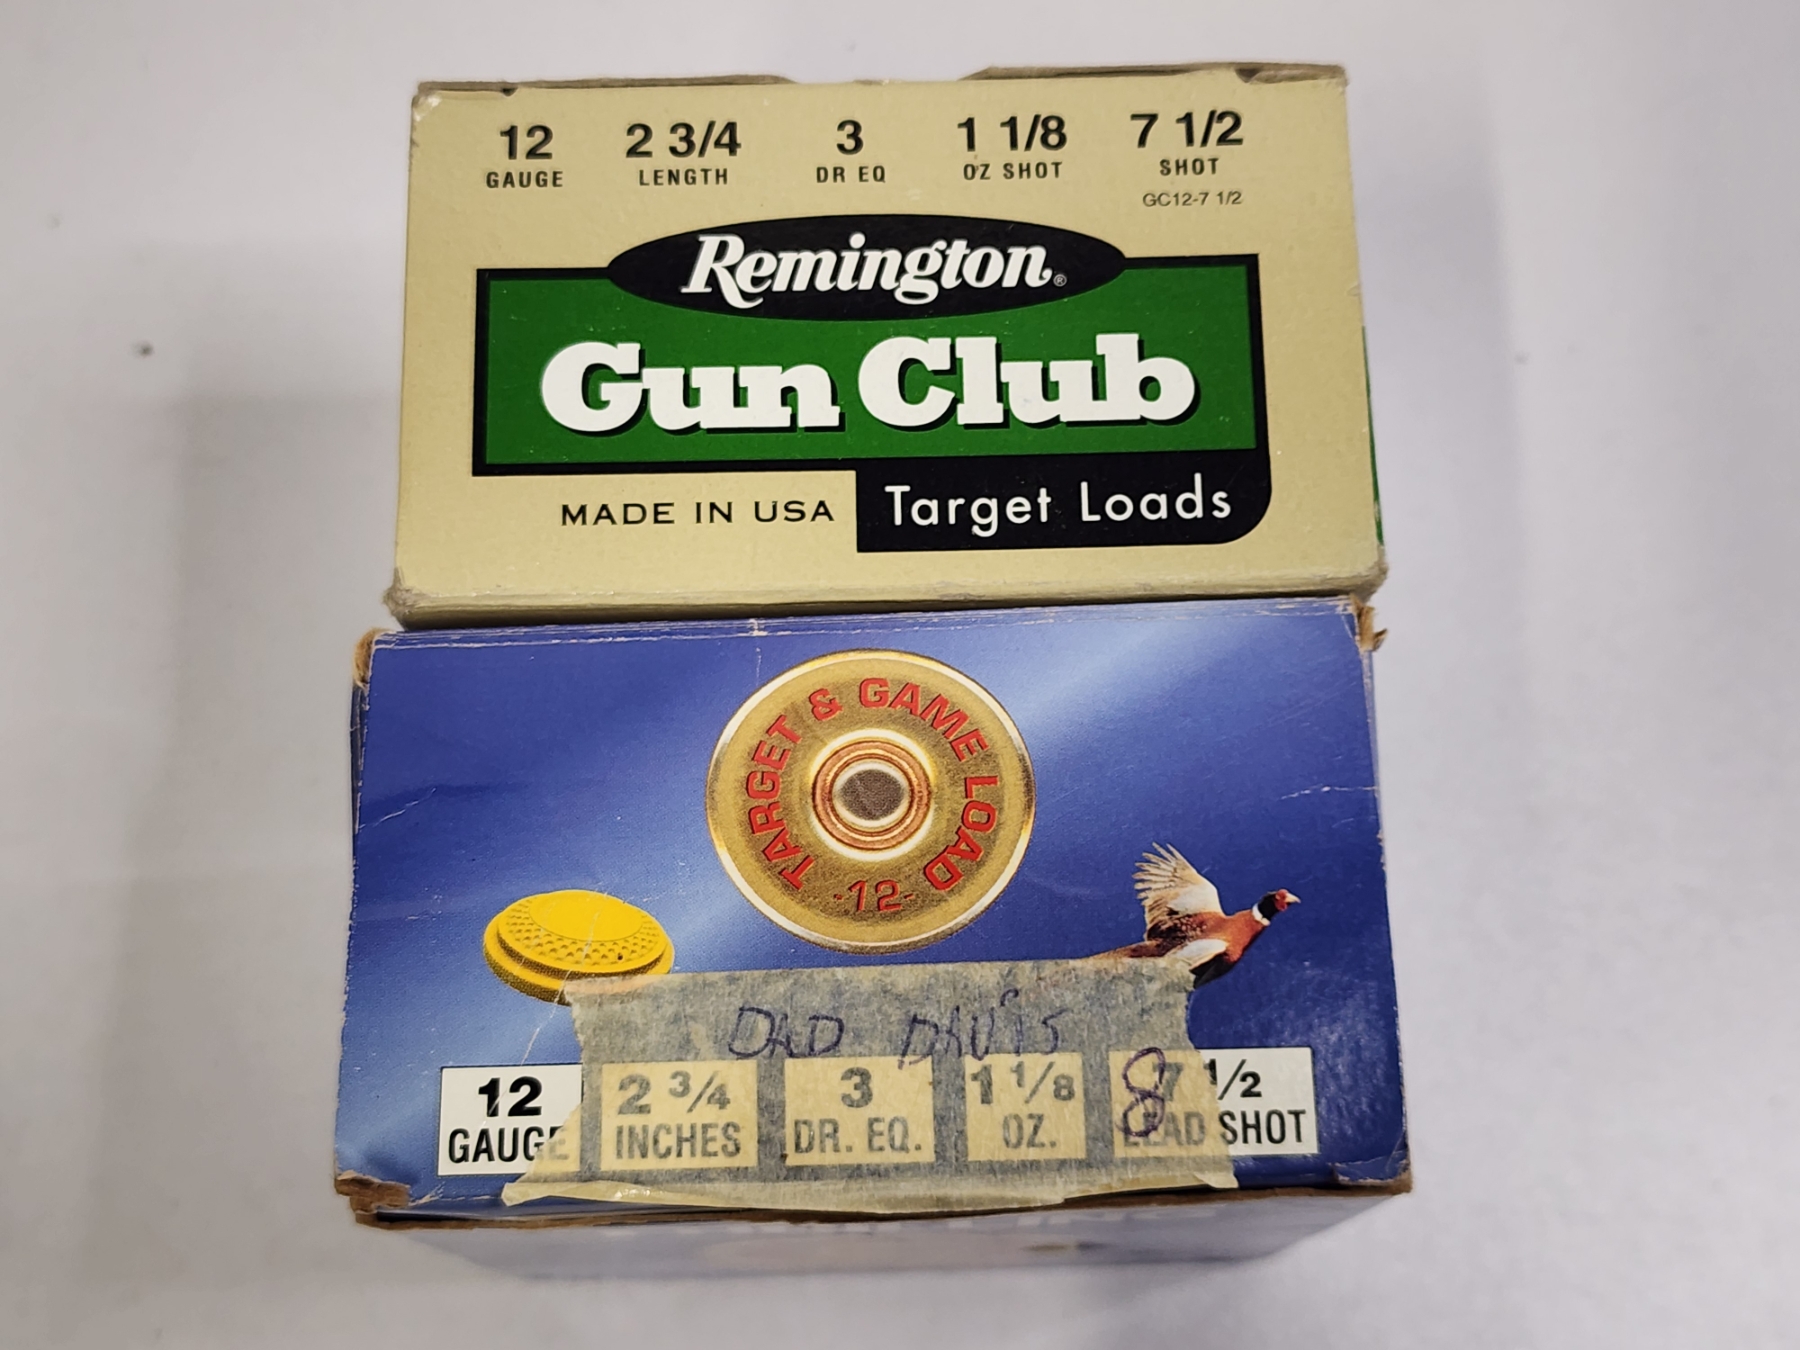 12 2 3/4 3 1 1/8 7 1/2
GAUGE LENGTH DR EQ OZ SHOT SHOT
GC12-7 1/2
Remington®
Gun Club
MADE IN USA Target Loads
TARGET & GAME LOAD
-12-
DAD DAVIS
12 2 3/4 3 1 1/8 8 7 1/2
GAUGE INCHES DR. EQ. OZ. LEAD SHOT